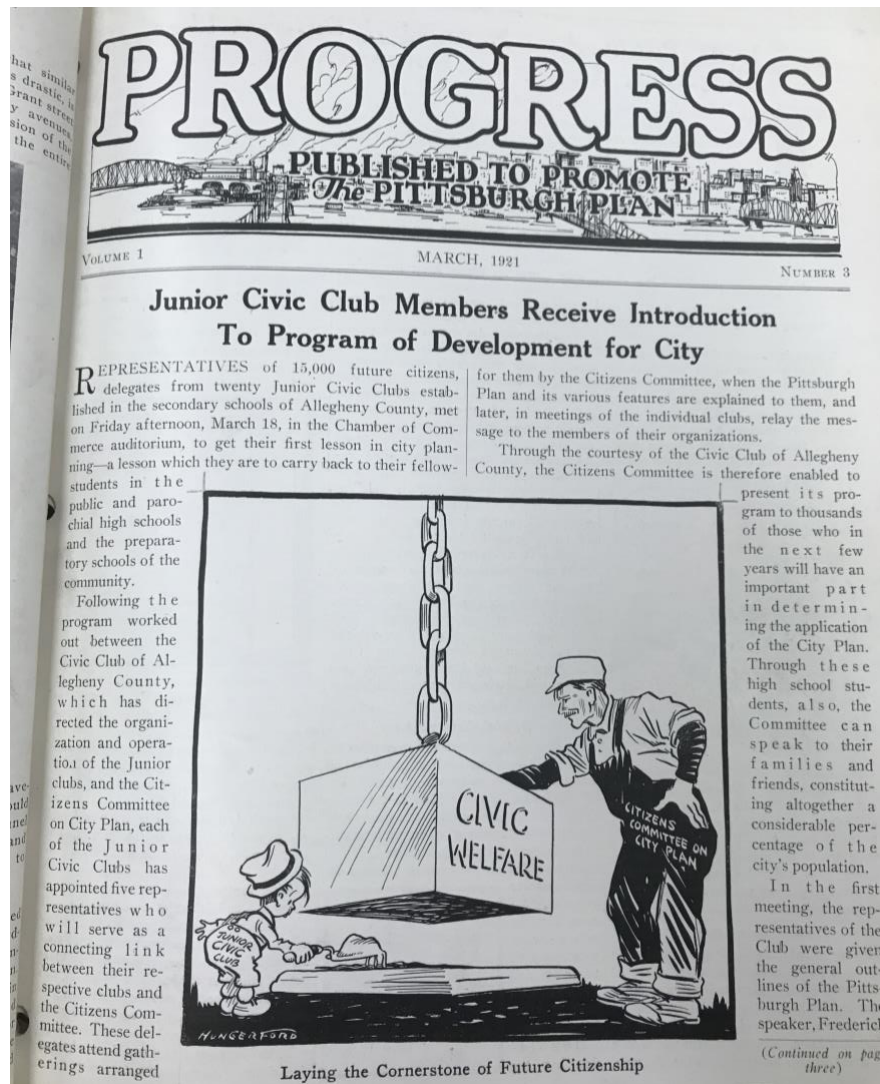 hat similar
s drastic, is
Grant street
y avenues,
sion of the
the entire
PROGRESS
PUBLISHED TO PROMOTE
The PITTSBURGH PLAN
VOLUME 1
MARCH, 1921
NUMBER 3
Junior Civic Club Members Receive Introduction
To Program of Development for City
REPRESENTATIVES of 15,000 future citizens,
delegates from twenty Junior Civic Clubs estab-
lished in the secondary schools of Allegheny County, met
on Friday afternoon, March 18, in the Chamber of Com-
merce auditorium, to get their first lesson in city plan-
ning—a lesson which they are to carry back to their fellow-
students in the
public and paro-
chial high schools
and the prepara-
tory schools of the
community.
Following the
program worked
out between the
Civic Club of Al-
legheny County,
which has di-
rected the organi-
zation and opera-
tion of the Junior
clubs, and the Cit-
izens Committee
on City Plan, each
of the Junior
Civic Clubs has
appointed five rep-
resentatives who
will serve as a
connecting link
between their re-
spective clubs and
the Citizens Com-
mittee. These del-
egates attend gath-
erings arranged
for them by the Citizens Committee, when the Pittsburgh
Plan and its various features are explained to them, and
later, in meetings of the individual clubs, relay the mes-
sage to the members of their organizations.
Through the courtesy of the Civic Club of Allegheny
County, the Citizens Committee is therefore enabled to
present its pro-
gram to thousands
of those who in
the next few
years will have an
important part
in determin-
ing the application
of the City Plan.
Through these
high school stu-
dents, also, the
Committee can
speak to their
families and
friends, constitut-
ing altogether a
considerable per-
centage of the
city's population.
In the first
meeting, the rep-
resentatives of the
Club were given
the general out-
lines of the Pitts-
burgh Plan. The
speaker, Frederick
(Continued on page
three)
CIVIC
WELFARE
CITIZENS
COMMITTEE ON
CITY PLAN
JUNIOR
CIVIC
CLUB
HUNGERFORD
Laying the Cornerstone of Future Citizenship